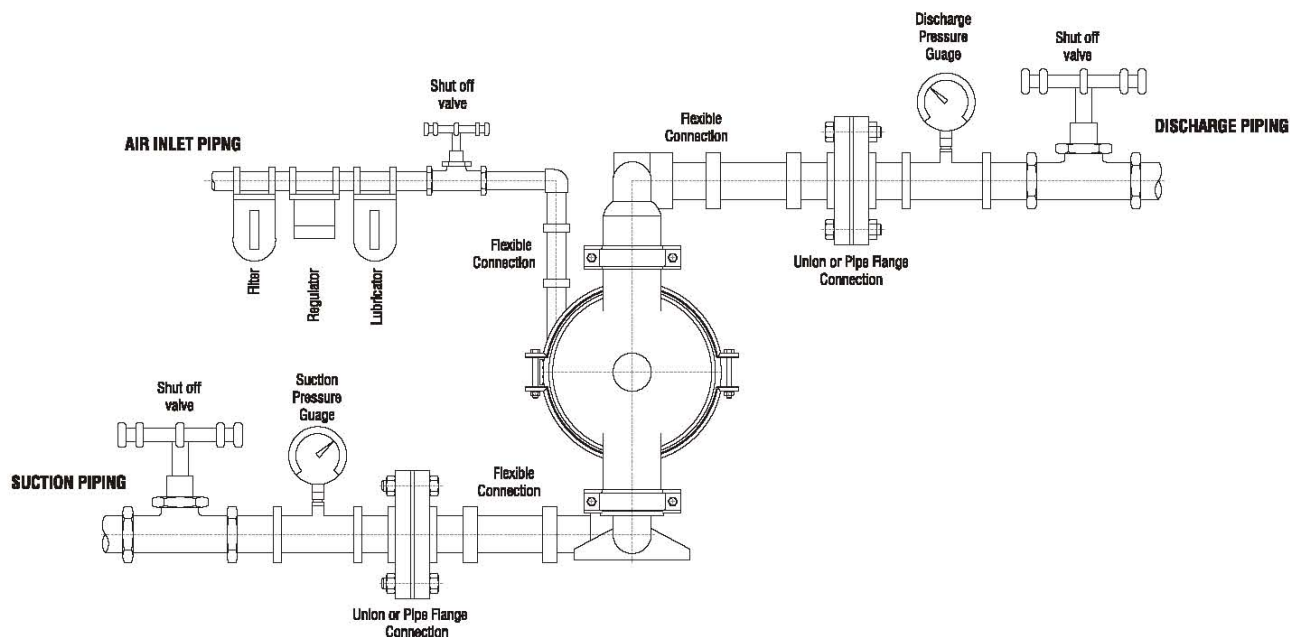 Discharge
Pressure
Guage
Shut off
valve
Shut off
valve
Flexible
Connection
AIR INLET PIPNG
DISCHARGE PIPING
Flexible
Connection
Union or Pipe Flange
Connection
Filter
Regulator
Lubricator
Shut off
valve
Suction
Pressure
Guage
SUCTION PIPING
Flexible
Connection
Union or Pipe Flange
Connection